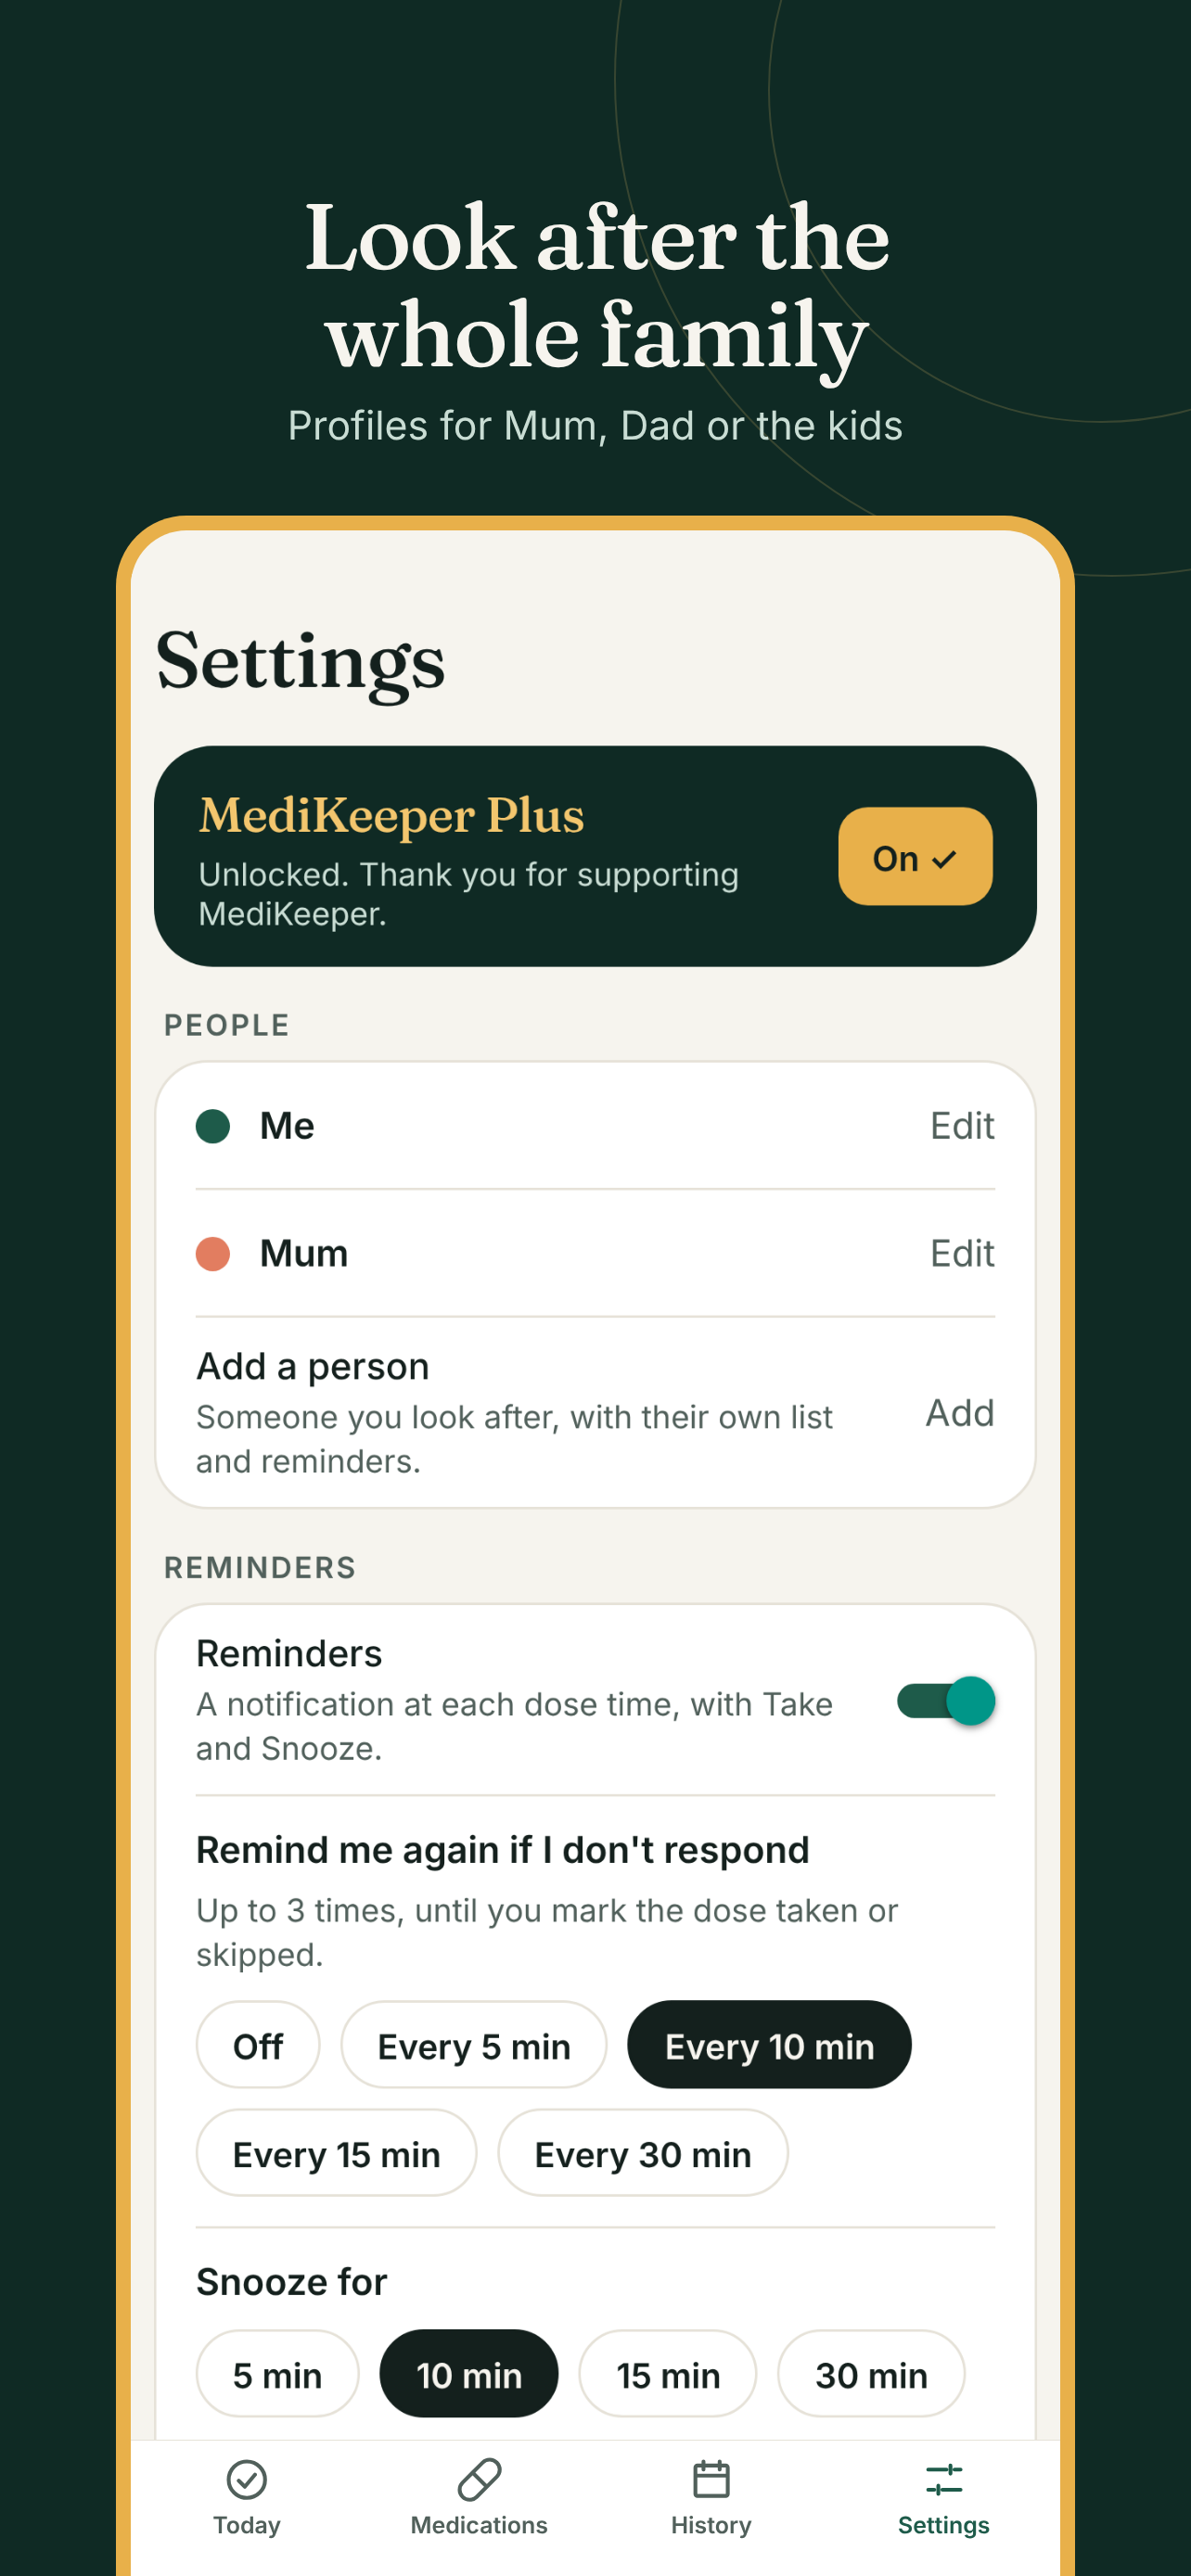 Look after the
whole family
Profiles for Mum, Dad or the kids
Settings
MediKeeper Plus
Unlocked. Thank you for supporting
MediKeeper.
On ✓
PEOPLE
Me
Edit
Mum
Edit
Add a person
Someone you look after, with their own list
and reminders.
Add
REMINDERS
Reminders
A notification at each dose time, with Take
and Snooze.
Remind me again if I don't respond
Up to 3 times, until you mark the dose taken or
skipped.
Off Every 5 min Every 10 min
Every 15 min Every 30 min
Snooze for
5 min 10 min 15 min 30 min
Today Medications History Settings